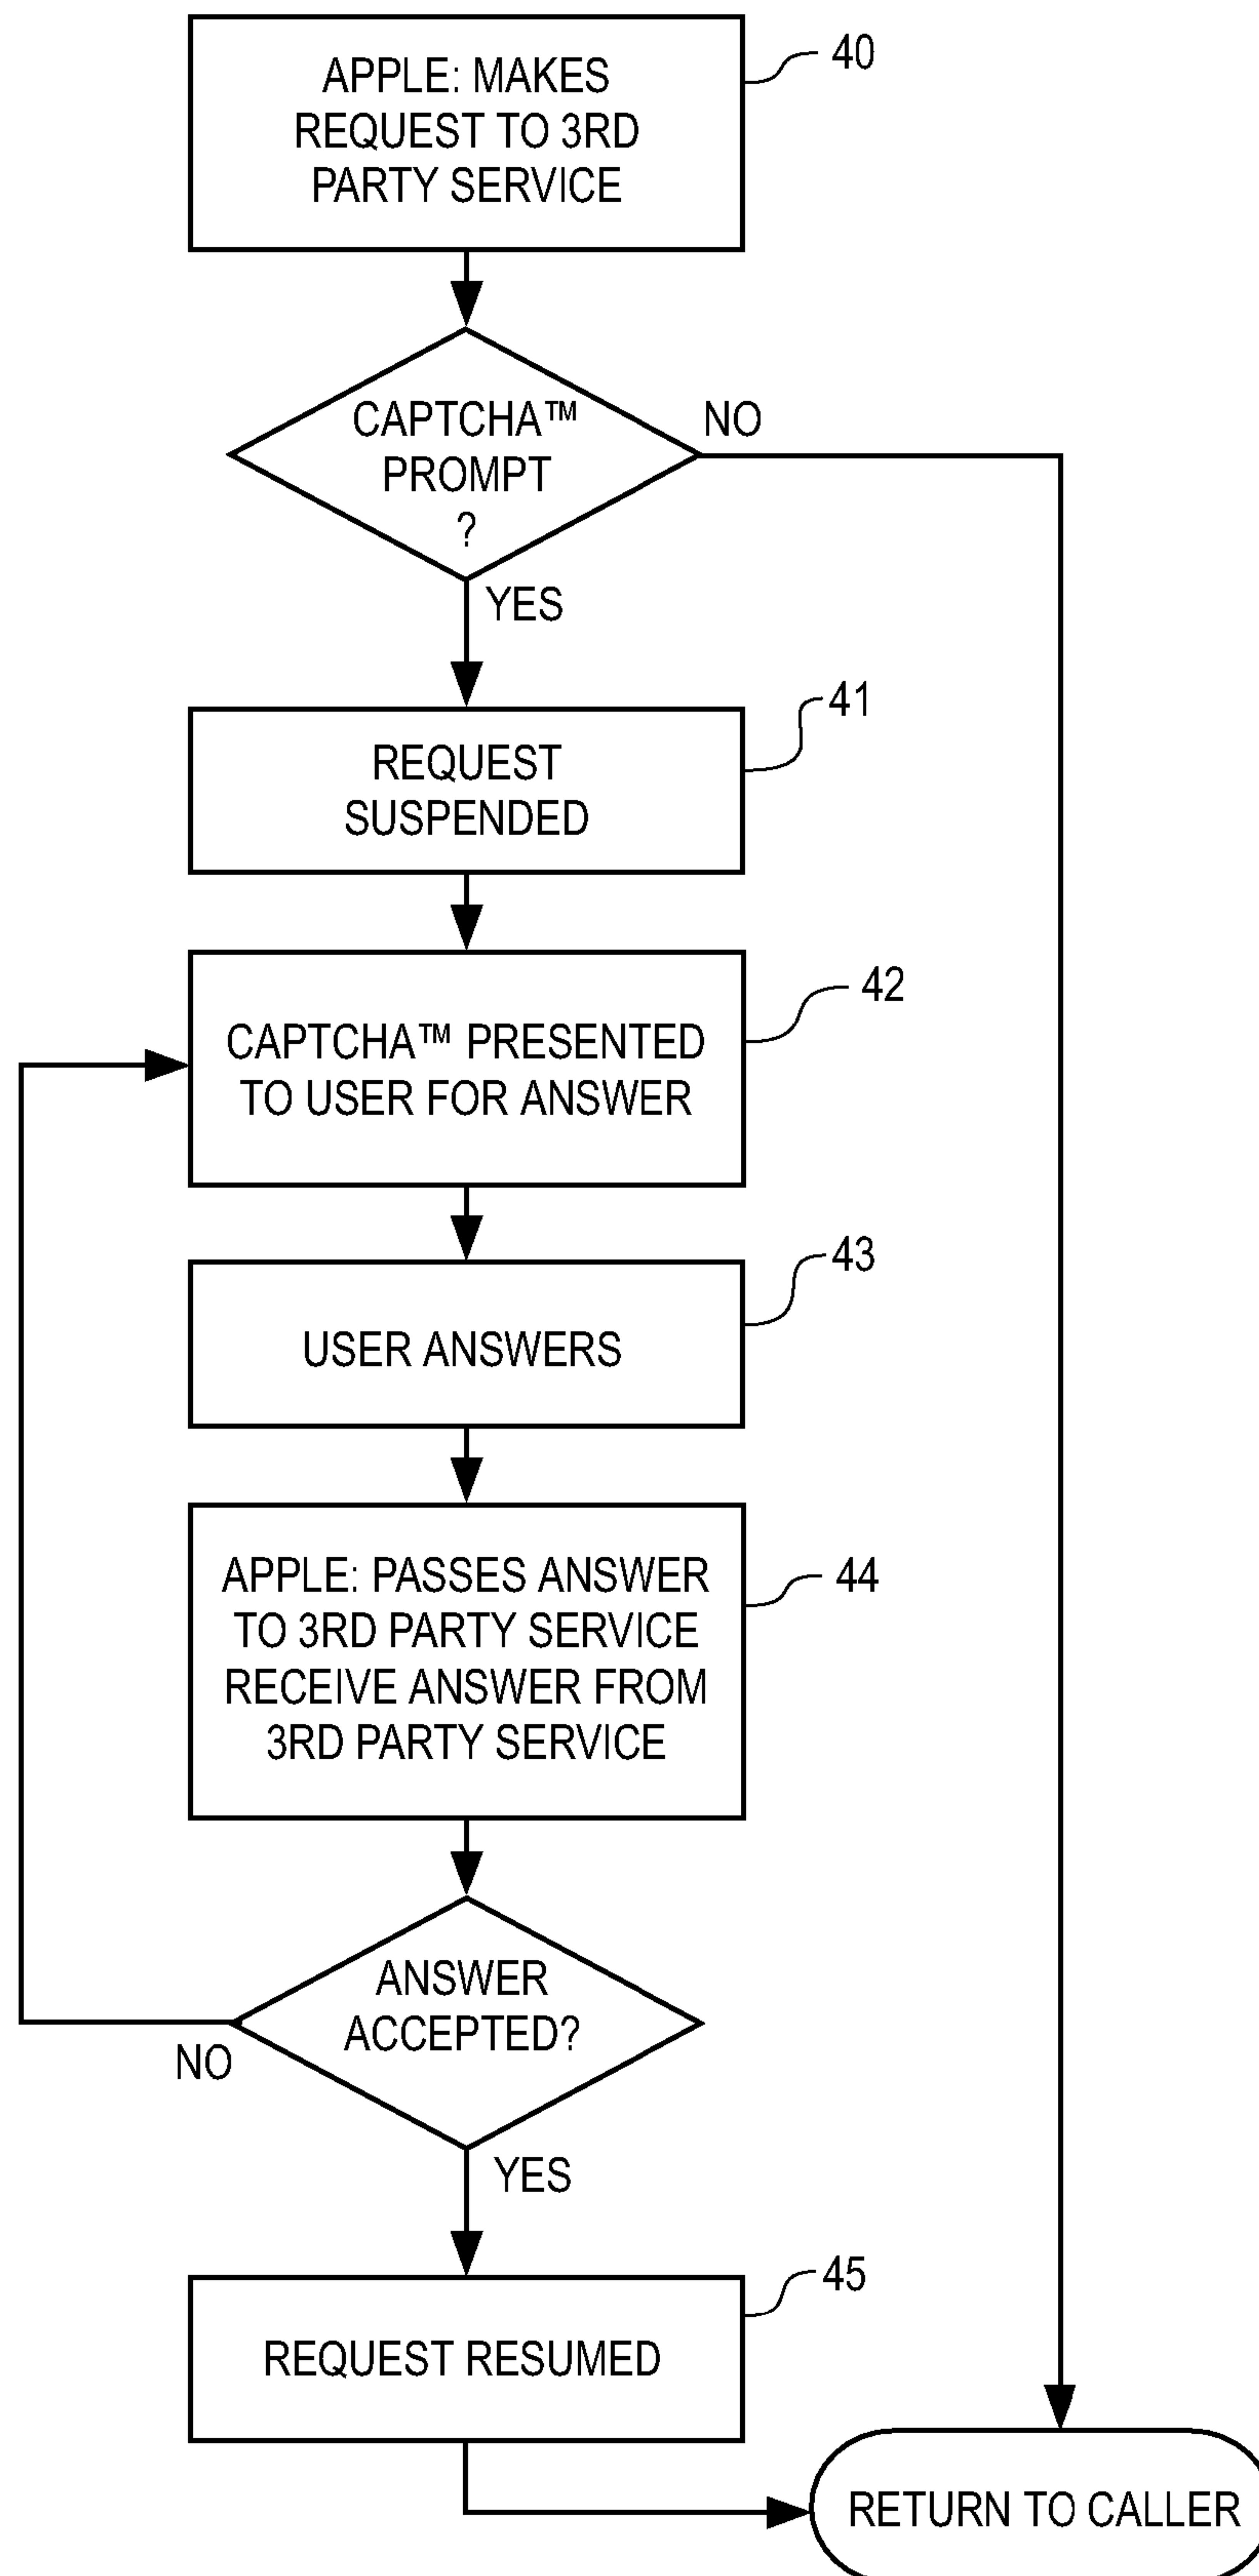 APPLE: MAKES
REQUEST TO 3RD
PARTY SERVICE
40
CAPTCHA™
PROMPT
?
NO
YES
41
REQUEST
SUSPENDED
42
CAPTCHA™ PRESENTED
TO USER FOR ANSWER
43
USER ANSWERS
44
APPLE: PASSES ANSWER
TO 3RD PARTY SERVICE
RECEIVE ANSWER FROM
3RD PARTY SERVICE
ANSWER
ACCEPTED?
NO
YES
45
REQUEST RESUMED
RETURN TO CALLER